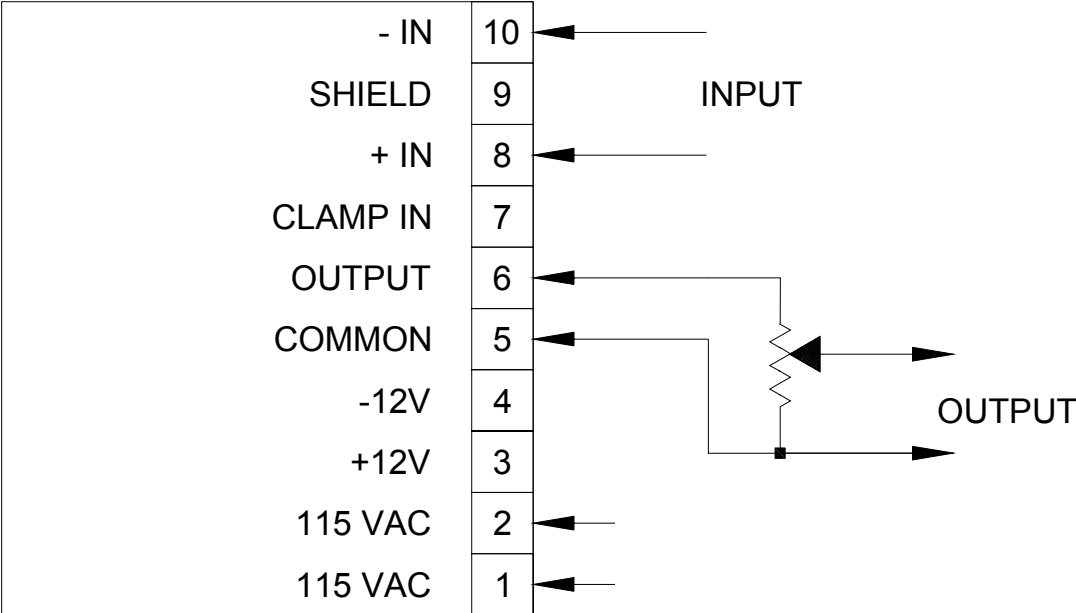 - IN 10
SHIELD 9 INPUT
+ IN 8
CLAMP IN 7
OUTPUT 6
COMMON 5
-12V 4
OUTPUT
+12V 3
115 VAC 2
115 VAC 1